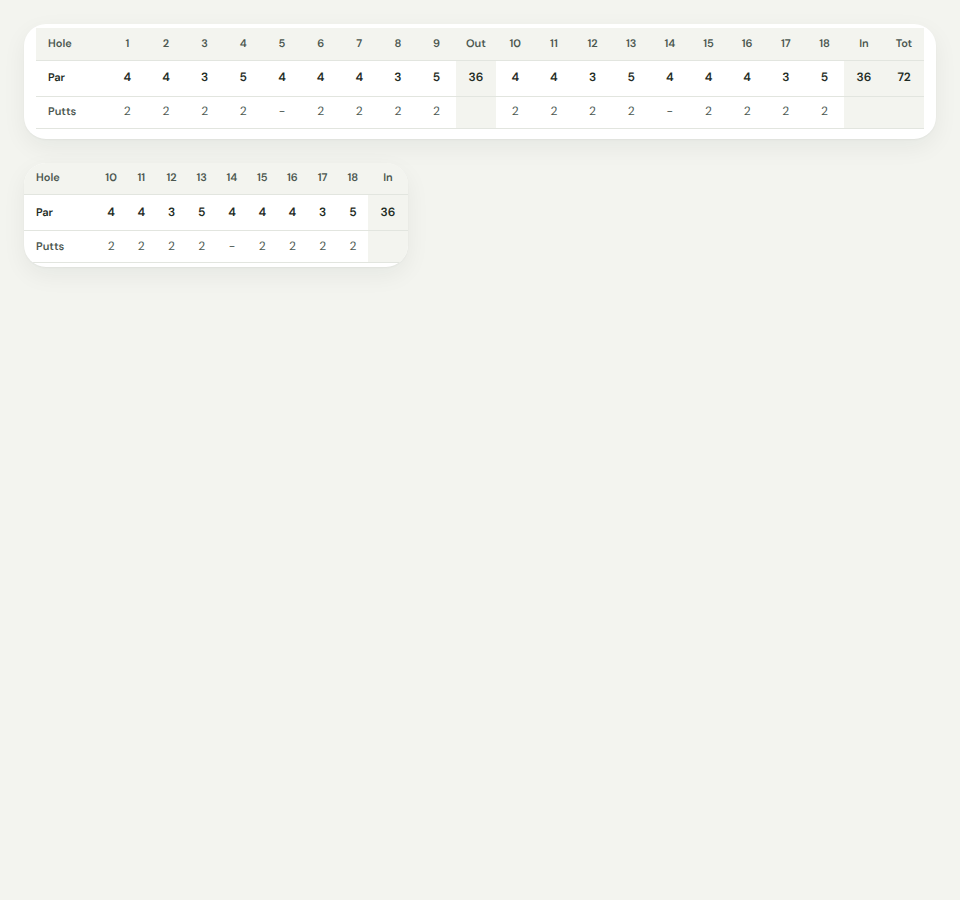 Hole 1 2 3 4 5 6 7 8 9 Out 10 11 12 13 14 15 16 17 18 In Tot
Par 4 4 3 5 4 4 4 3 5 36 4 4 3 5 4 4 4 3 5 36 72
Putts 2 2 2 2 – 2 2 2 2 2 2 2 2 – 2 2 2 2
Hole 10 11 12 13 14 15 16 17 18 In
Par 4 4 3 5 4 4 4 3 5 36
Putts 2 2 2 2 – 2 2 2 2